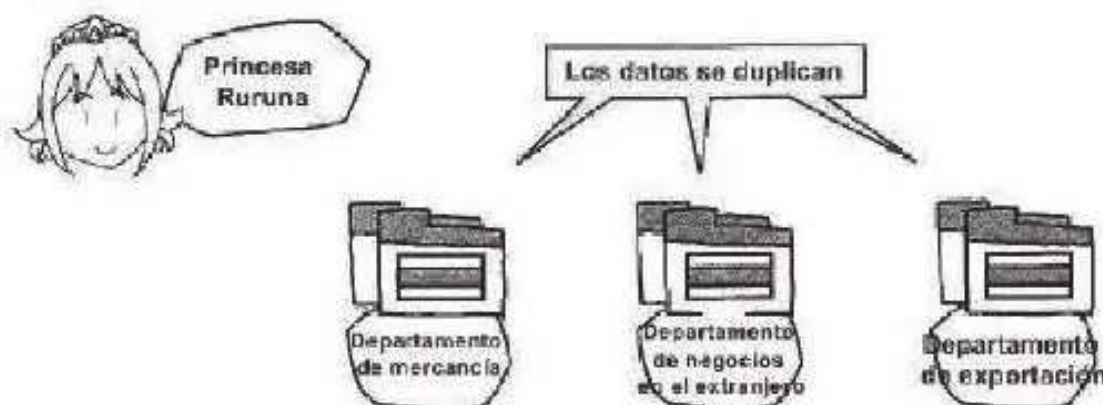 Princesa
Ruruna
Los datos se duplican
Departamento
de mercancía
Departamento
de negocios
en el extranjero
Departamento
de exportación